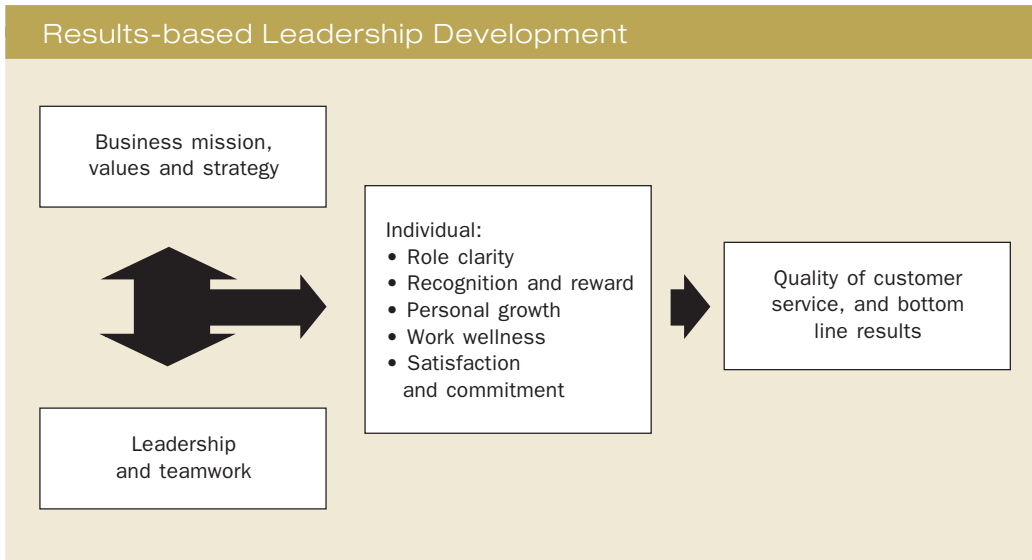 Results-based Leadership Development
Business mission,
values and strategy
Leadership
and teamwork
Individual:
• Role clarity
• Recognition and reward
• Personal growth
• Work wellness
• Satisfaction
and commitment
Quality of customer
service, and bottom
line results